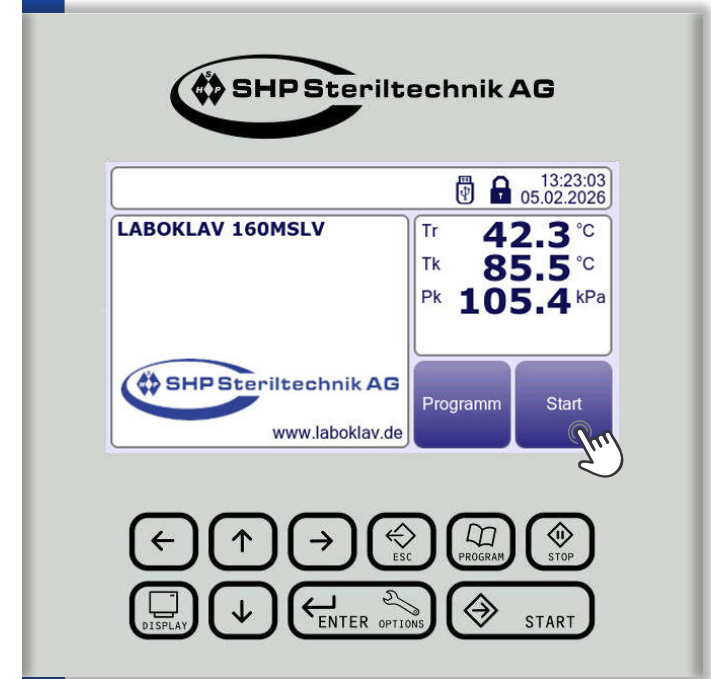 SHP SHP Steriltechnik AG
13:23:03
05.02.2026
LABOKLAV 160MSLV
Tr 42.3 °C
Tk 85.5 °C
Pk 105.4 kPa
SHP Steriltechnik AG
www.laboklav.de
Programm Start
ESC PROGRAM STOP
DISPLAY ENTER OPTIONS START